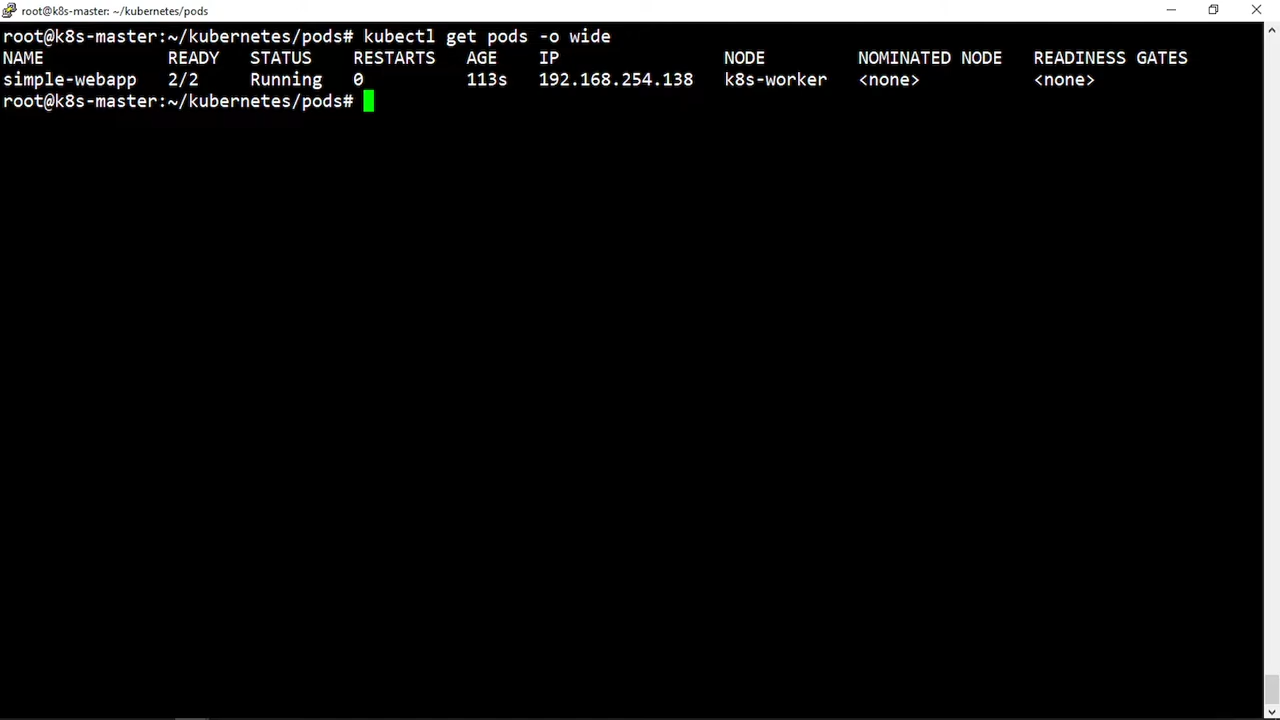 root@k8s-master: ~/kubernetes/pods
root@k8s-master:~/kubernetes/pods# kubectl get pods -o wide
NAME READY STATUS RESTARTS AGE IP NODE NOMINATED NODE READINESS GATES
simple-webapp 2/2 Running 0 113s 192.168.254.138 k8s-worker <none> <none>
root@k8s-master:~/kubernetes/pods#